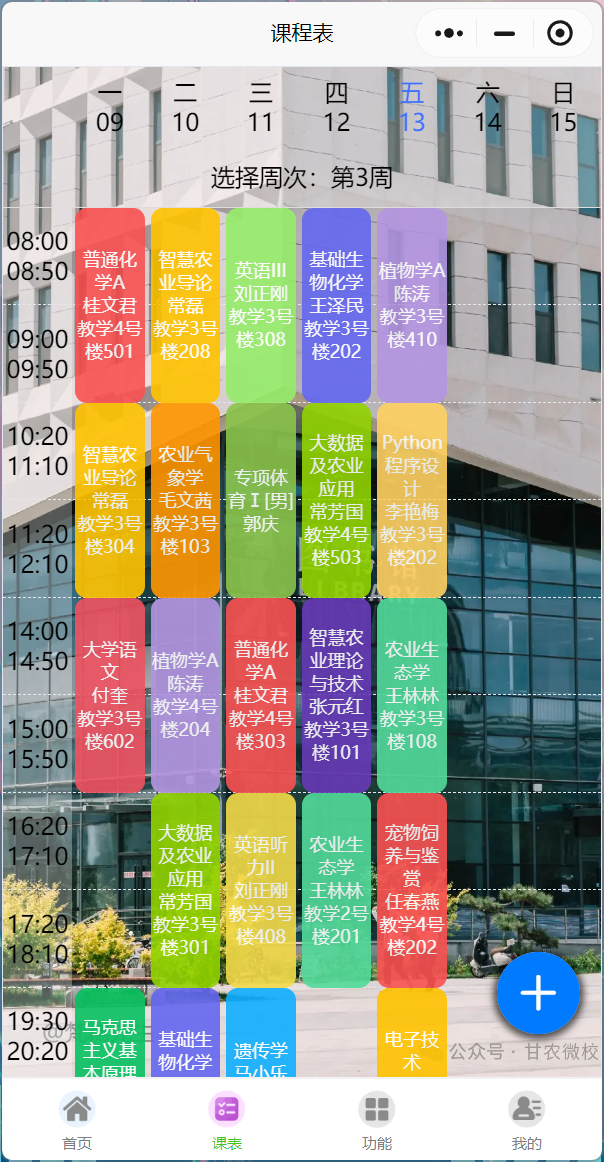 课程表
一 二 三 四 五 六 日
09 10 11 12 13 14 15
选择周次：第3周
08:00
08:50
09:00
09:50
普通化
学A
桂文君
教学4号
楼501
智慧农
业导论
常磊
教学3号
楼208
英语III
刘正刚
教学3号
楼308
基础生
物化学
王泽民
教学3号
楼202
植物学A
陈涛
教学3号
楼410
10:20
11:10
11:20
12:10
智慧农
业导论
常磊
教学3号
楼304
农业气
象学
毛文茜
教学3号
楼103
专项体
育Ⅰ[男]
郭庆
大数据
及农业
应用
常芳国
教学4号
楼503
Python
程序设
计
李艳梅
教学3号
楼202
LIBRARY
14:00
14:50
15:00
15:50
大学语
文
付奎
教学3号
楼602
植物学A
陈涛
教学4号
楼204
普通化
学A
桂文君
教学4号
楼303
智慧农
业理论
与技术
张元红
教学3号
楼101
农业生
态学
王林林
教学3号
楼108
16:20
17:10
17:20
18:10
大数据
及农业
应用
常芳国
教学3号
楼301
英语听
力II
刘正刚
教学3号
楼408
农业生
态学
王林林
教学2号
楼201
宠物饲
养与鉴
赏
任春燕
教学4号
楼202
19:30
20:20
马克思
主义基
本原理
基础生
物化学
遗传学
马小乐
电子技
术
公众号 · 甘农微校
首页 课表 功能 我的